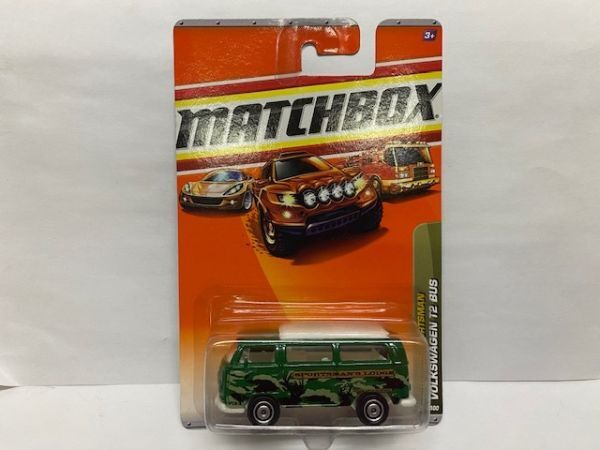 3+
MATCHBOX
VOLKSWAGEN T2 BUS
SPORTSMAN'S LODGE